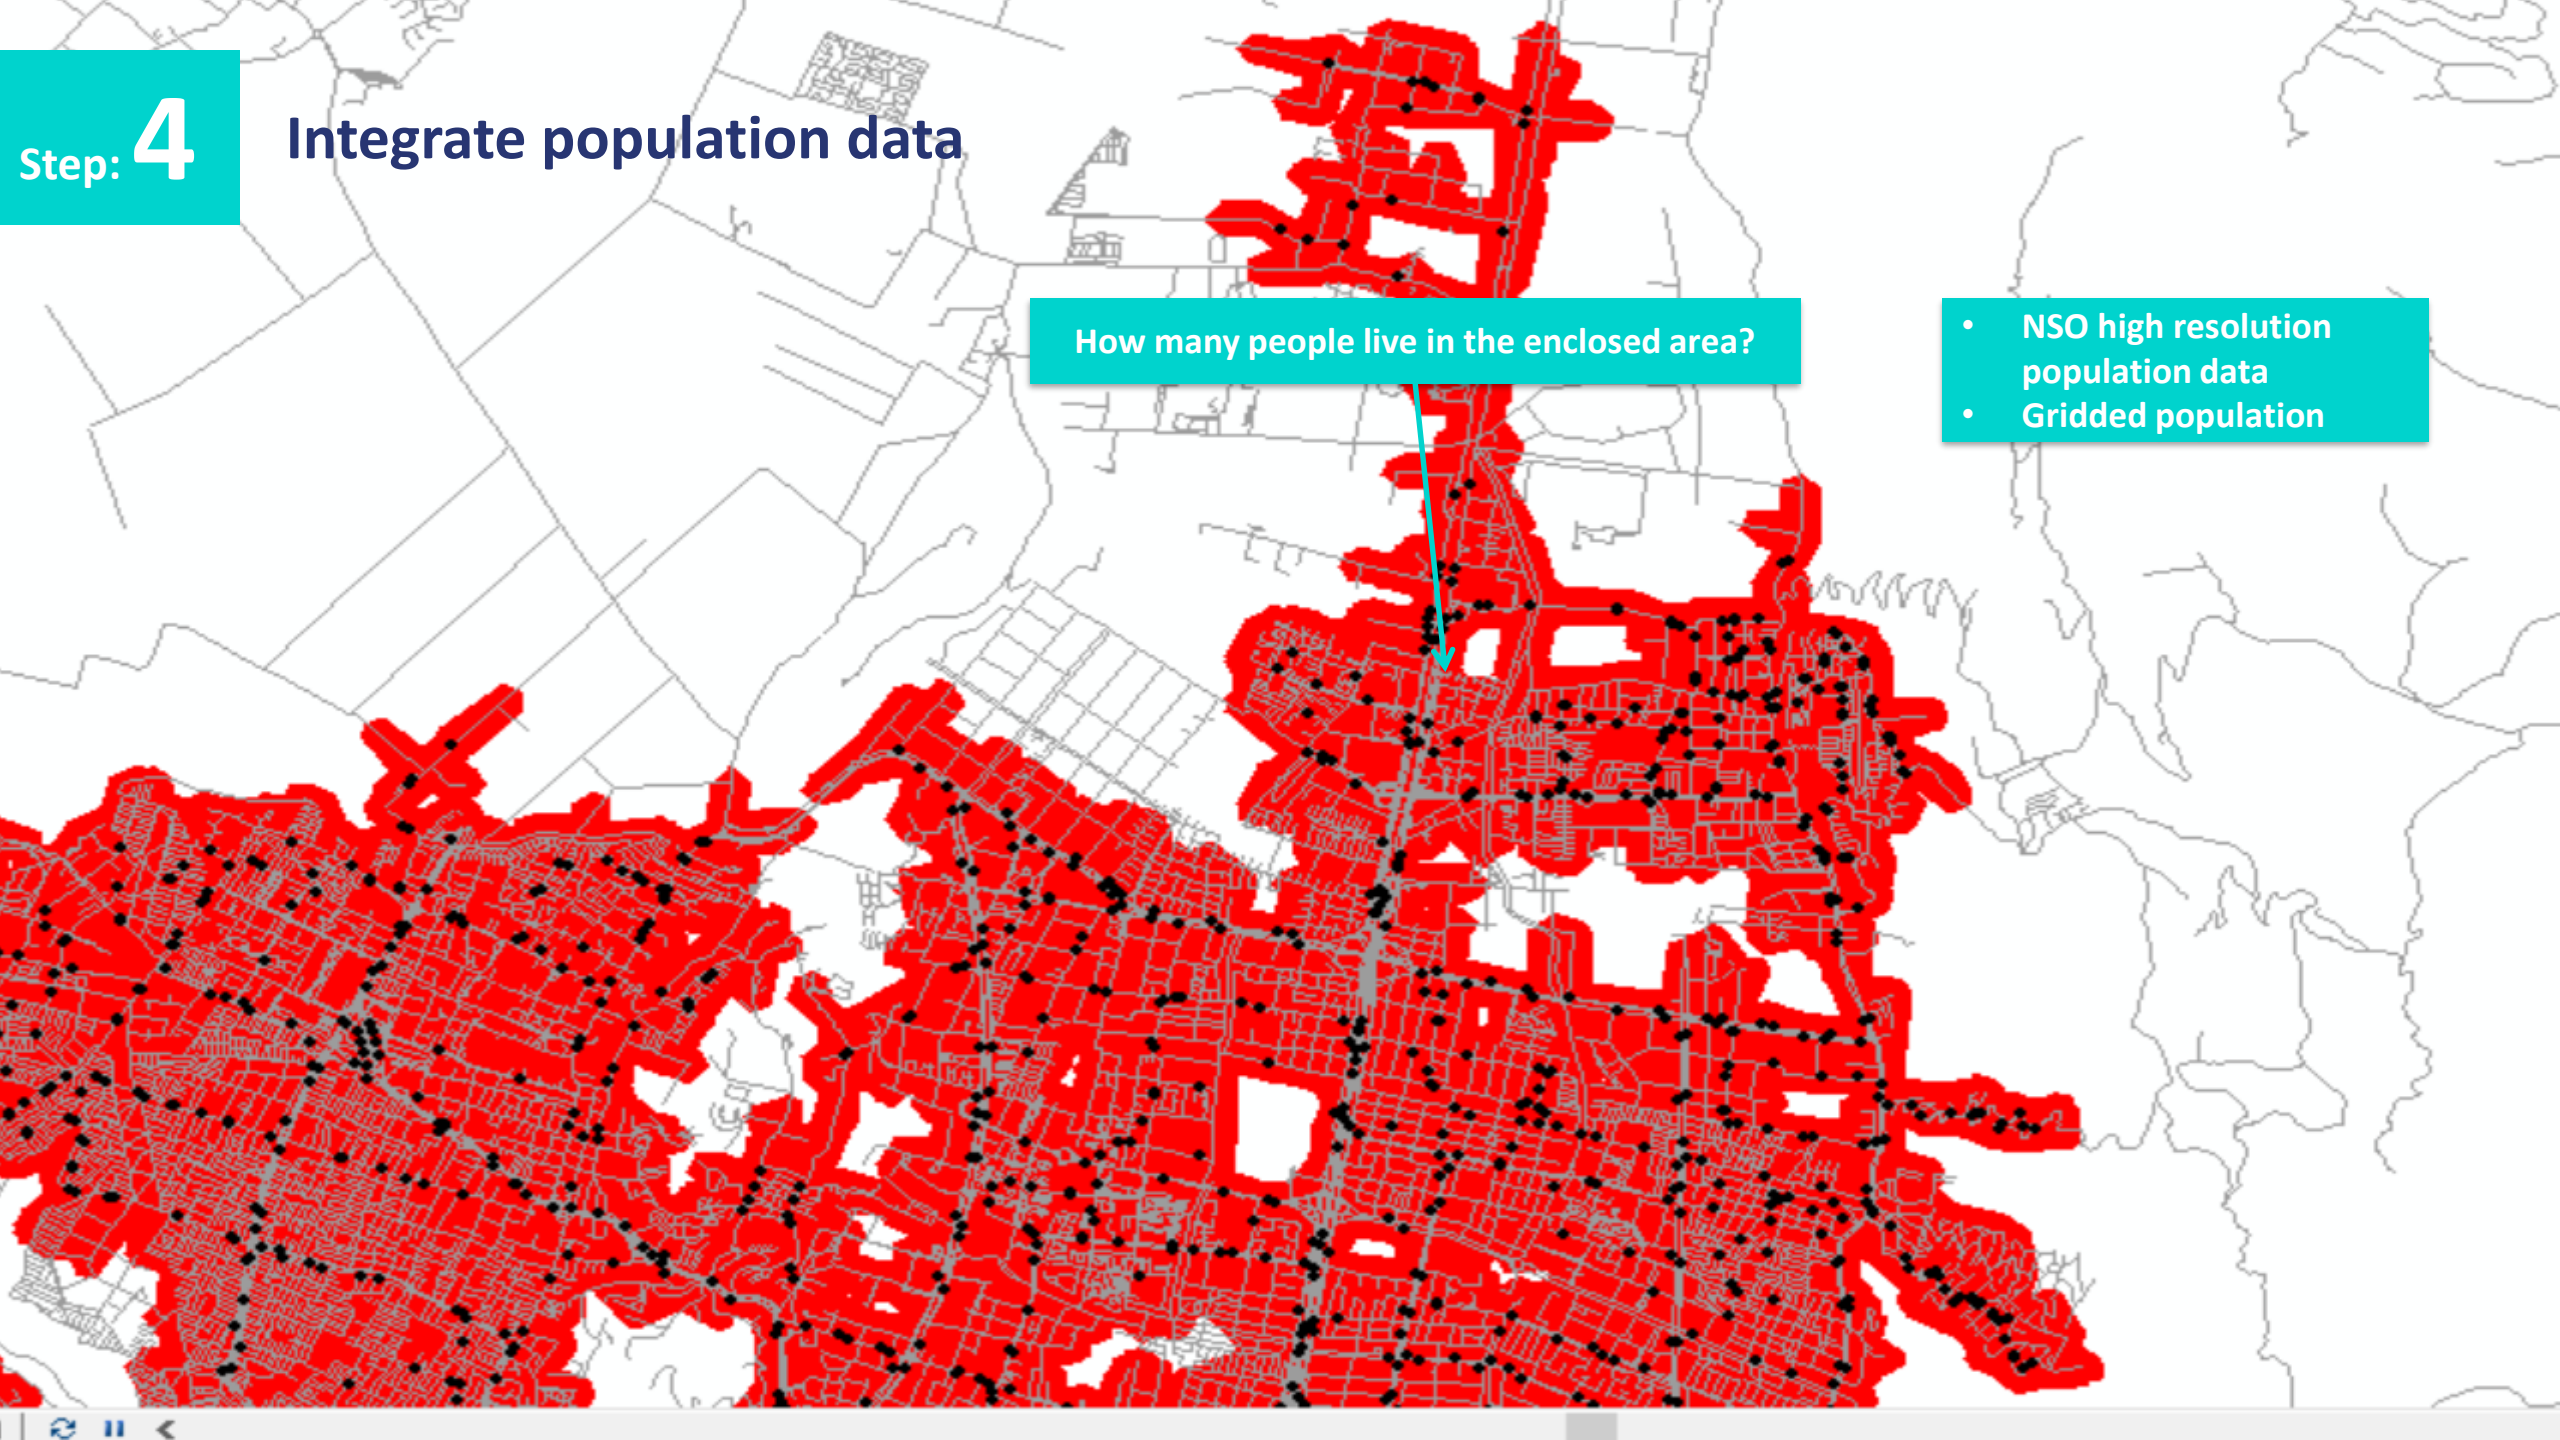 Step: 4
Integrate population data
How many people live in the enclosed area?
• NSO high resolution
population data
• Gridded population